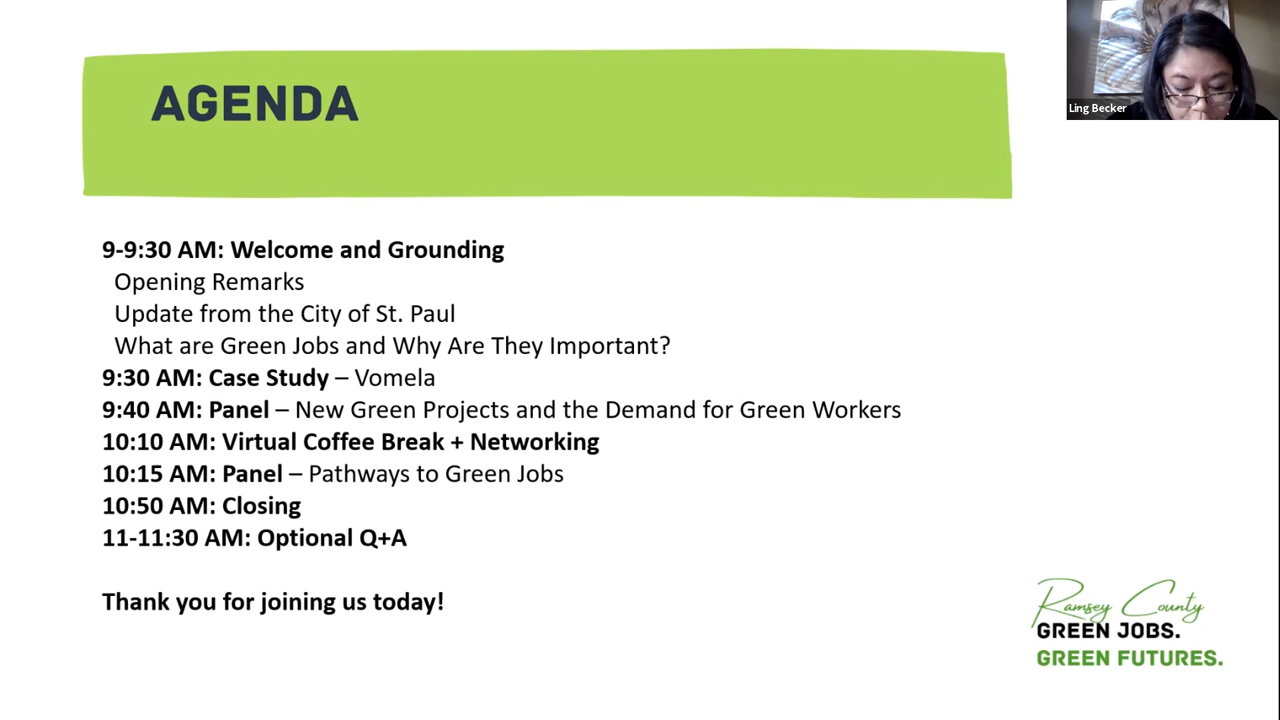 AGENDA
Ling Becker
9-9:30 AM: Welcome and Grounding
Opening Remarks
Update from the City of St. Paul
What are Green Jobs and Why Are They Important?
9:30 AM: Case Study – Vomela
9:40 AM: Panel – New Green Projects and the Demand for Green Workers
10:10 AM: Virtual Coffee Break + Networking
10:15 AM: Panel – Pathways to Green Jobs
10:50 AM: Closing
11-11:30 AM: Optional Q+A
Thank you for joining us today!
Ramsey County
GREEN JOBS.
GREEN FUTURES.